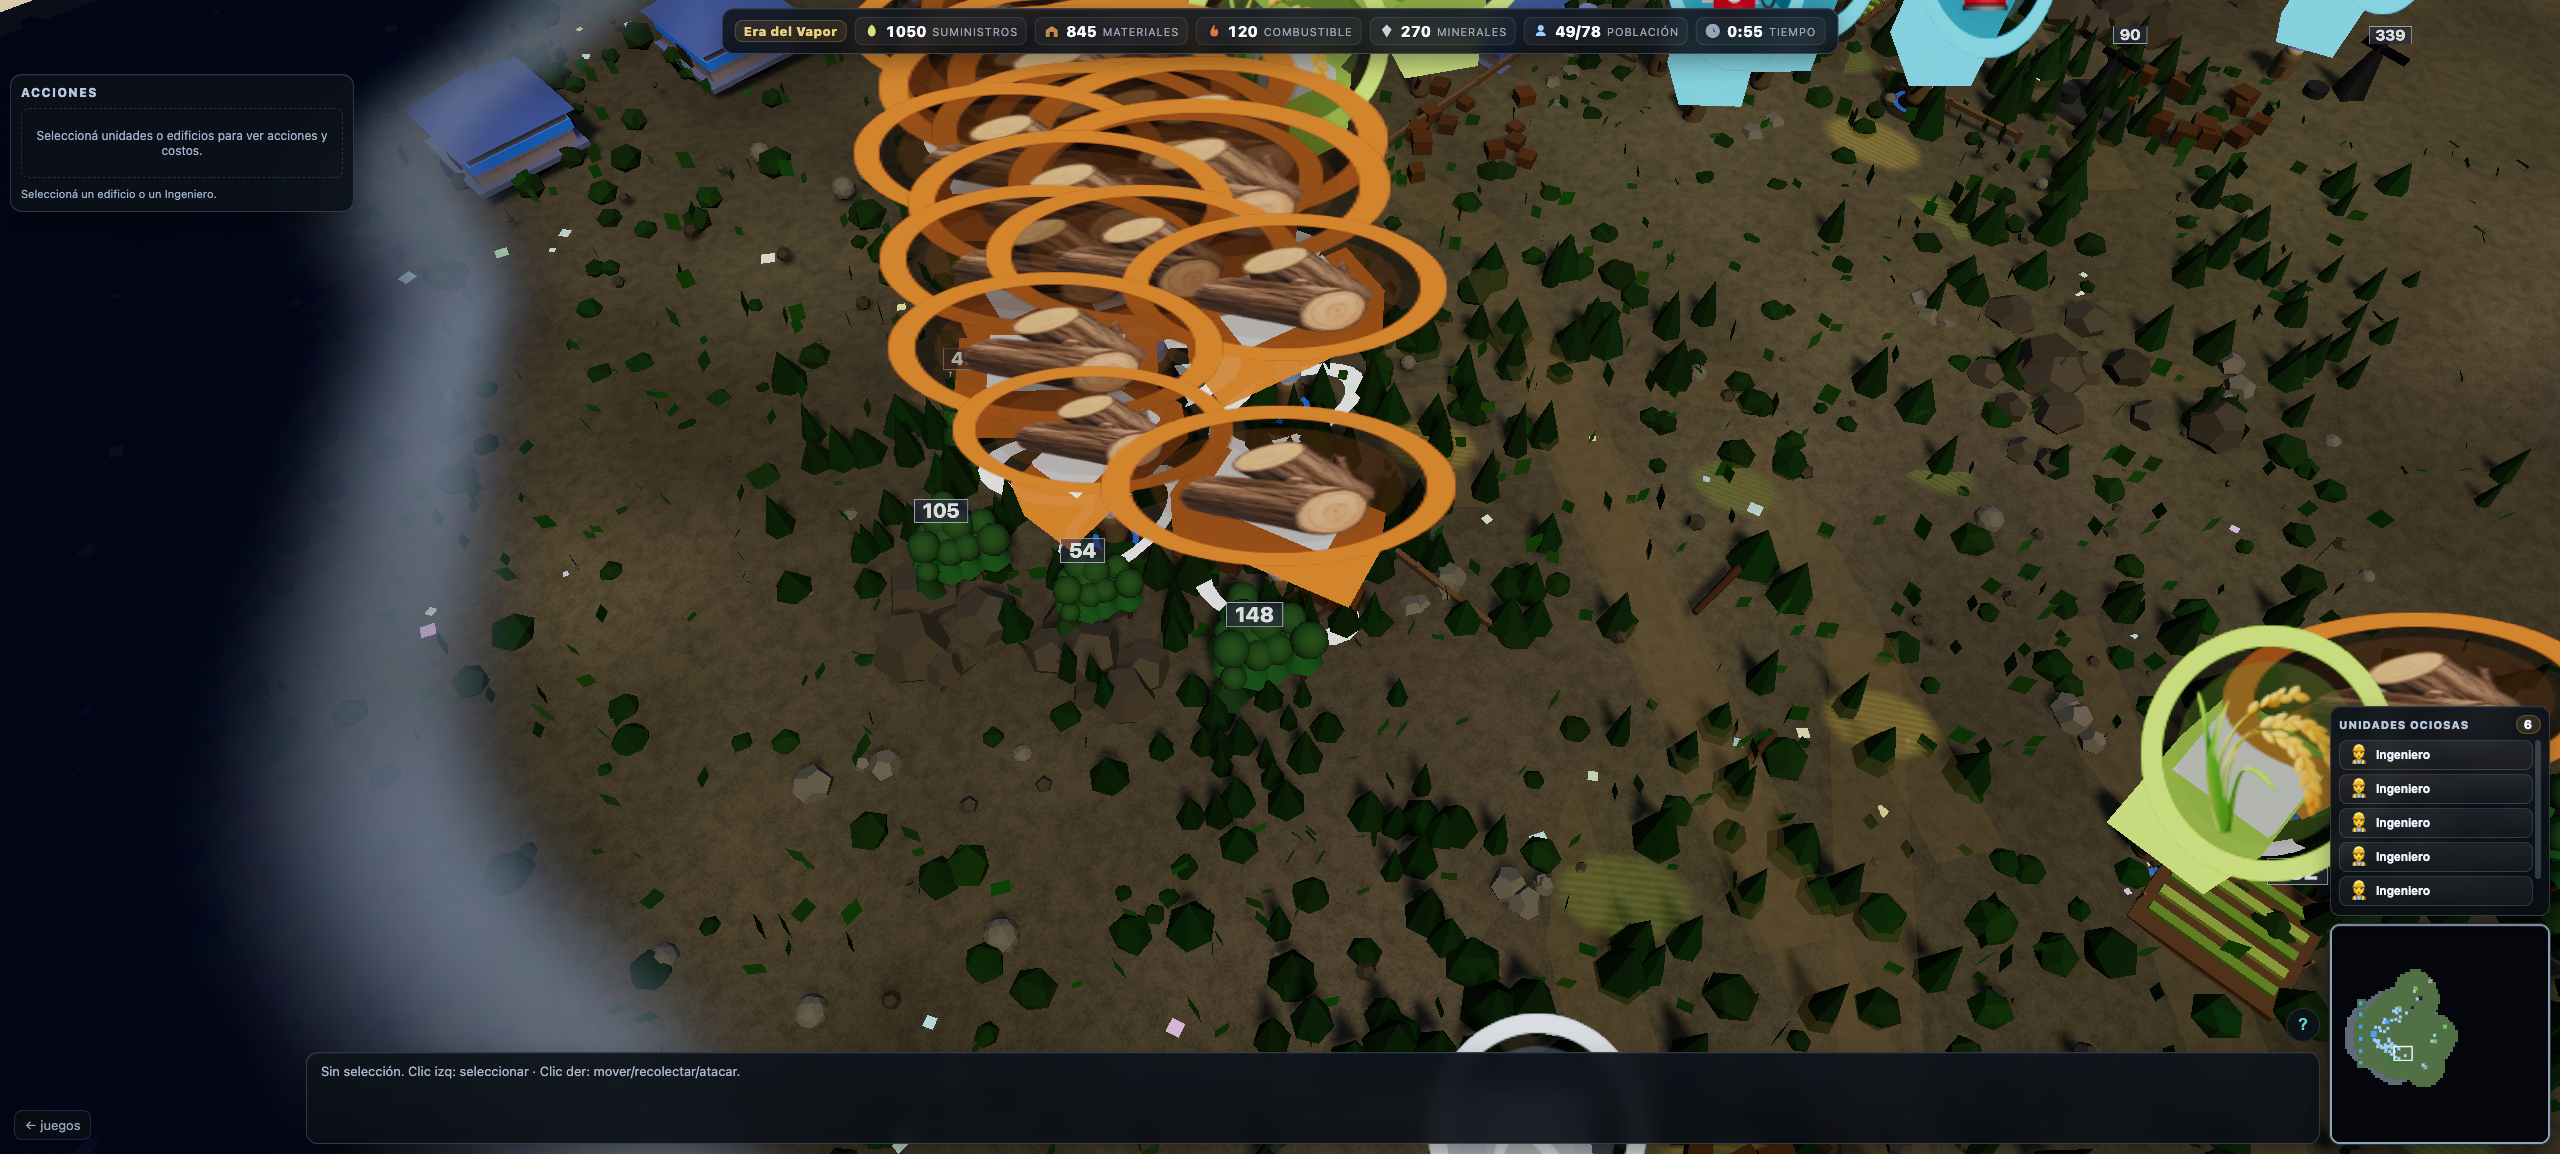 Era del Vapor
1050 SUMINISTROS
845 MATERIALES
120 COMBUSTIBLE
270 MINERALES
49/78 POBLACIÓN
0:55 TIEMPO
90
339
ACCIONES
Seleccioná unidades o edificios para ver acciones y
costos.
Seleccioná un edificio o un Ingeniero.
105
54
148
UNIDADES OCIOSAS
6
Ingeniero
Ingeniero
Ingeniero
Ingeniero
Ingeniero
?
Sin selección. Clic izq: seleccionar · Clic der: mover/recolectar/atacar.
← juegos